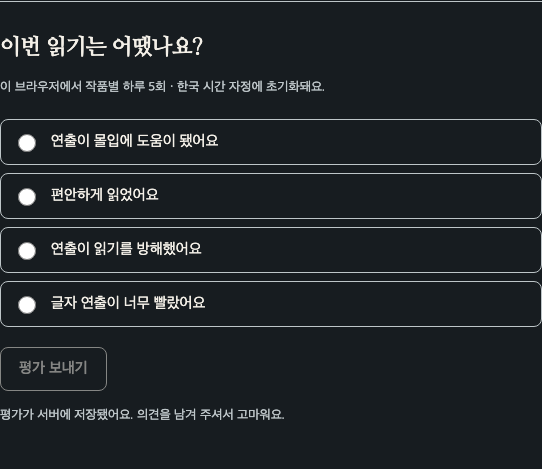 이번 읽기는 어땠나요?
이 브라우저에서 작품별 하루 5회 · 한국 시간 자정에 초기화돼요.
연출이 몰입에 도움이 됐어요
편안하게 읽었어요
연출이 읽기를 방해했어요
글자 연출이 너무 빨랐어요
평가 보내기
평가가 서버에 저장됐어요. 의견을 남겨 주셔서 고마워요.